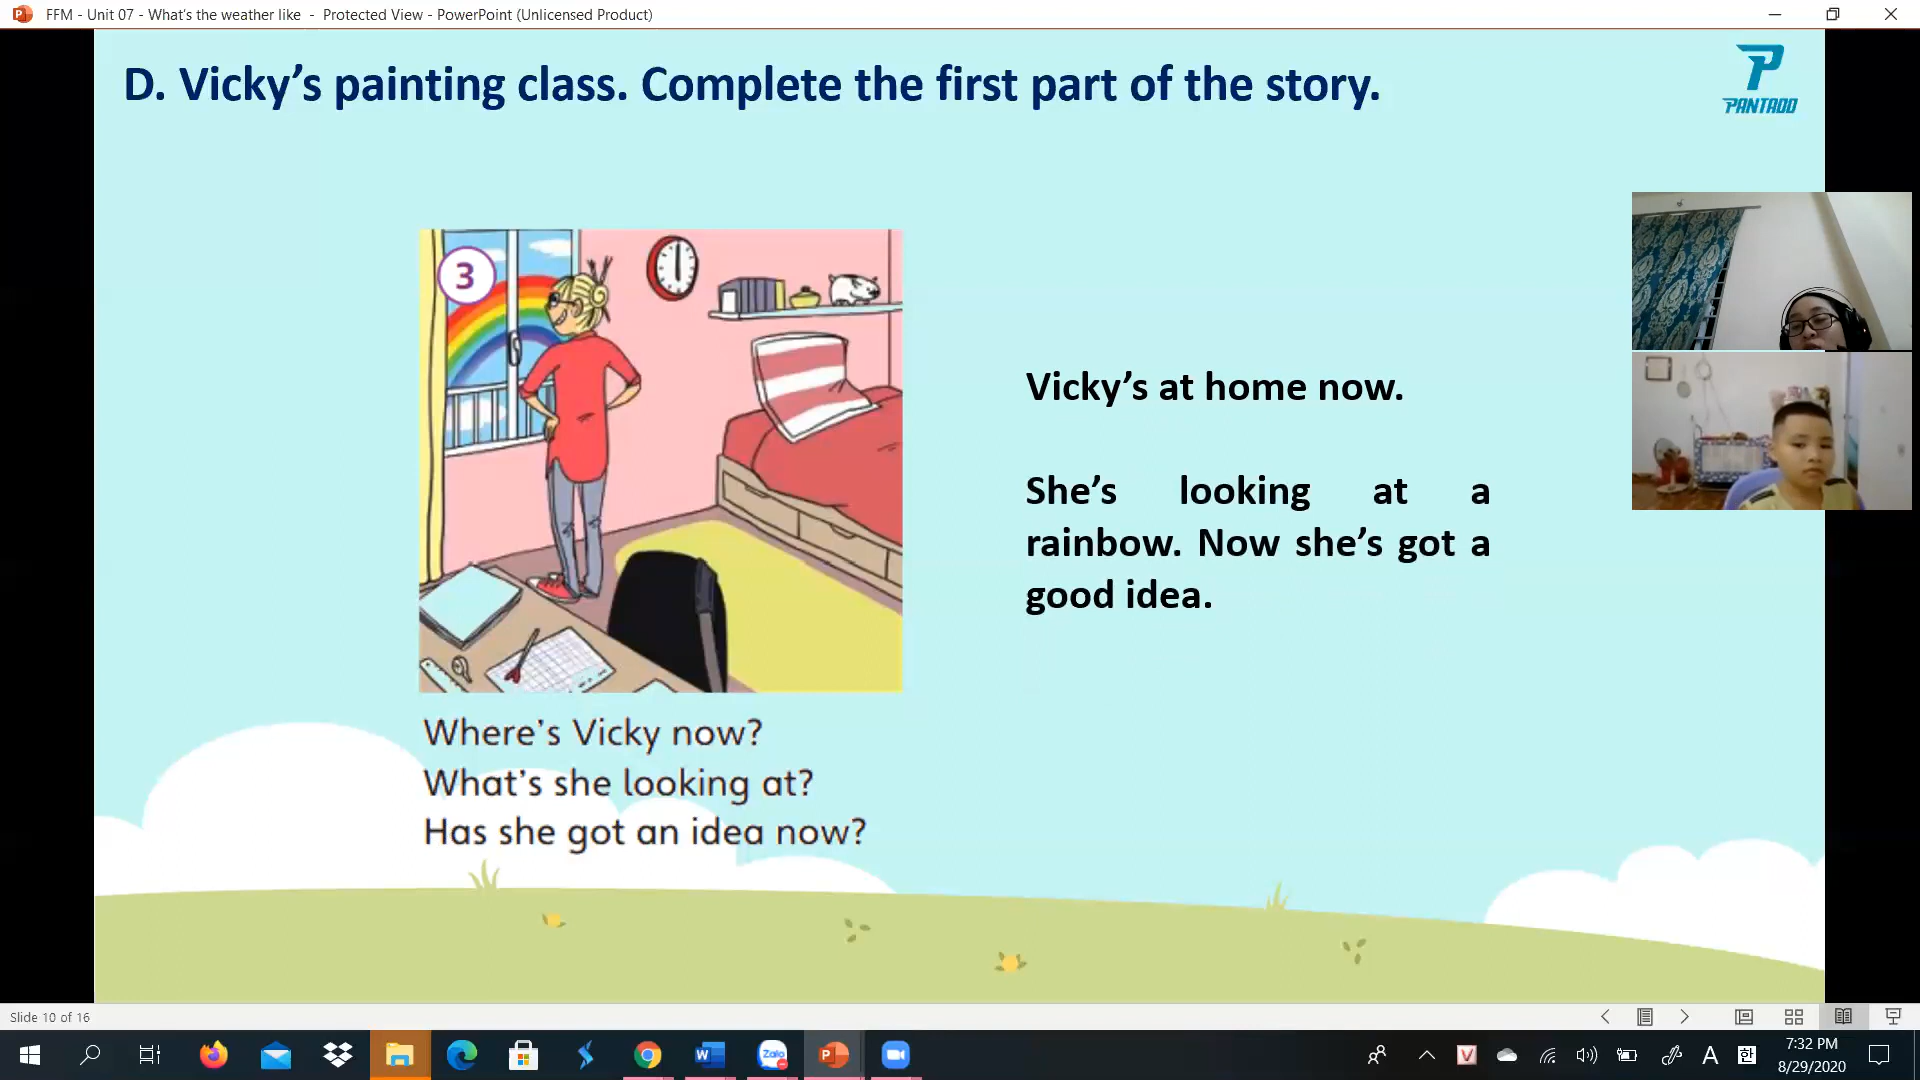 FFM - Unit 07 - What's the weather like - Protected View - PowerPoint (Unlicensed Product)
D. Vicky's painting class. Complete the first part of the story.
PANTADO
3
Vicky's at home now.
She's looking at a
rainbow. Now she's got a
good idea.
Where's Vicky now?
What's she looking at?
Has she got an idea now?
Slide 10 of 16
Zalo
A
한
7:32 PM
8/29/2020